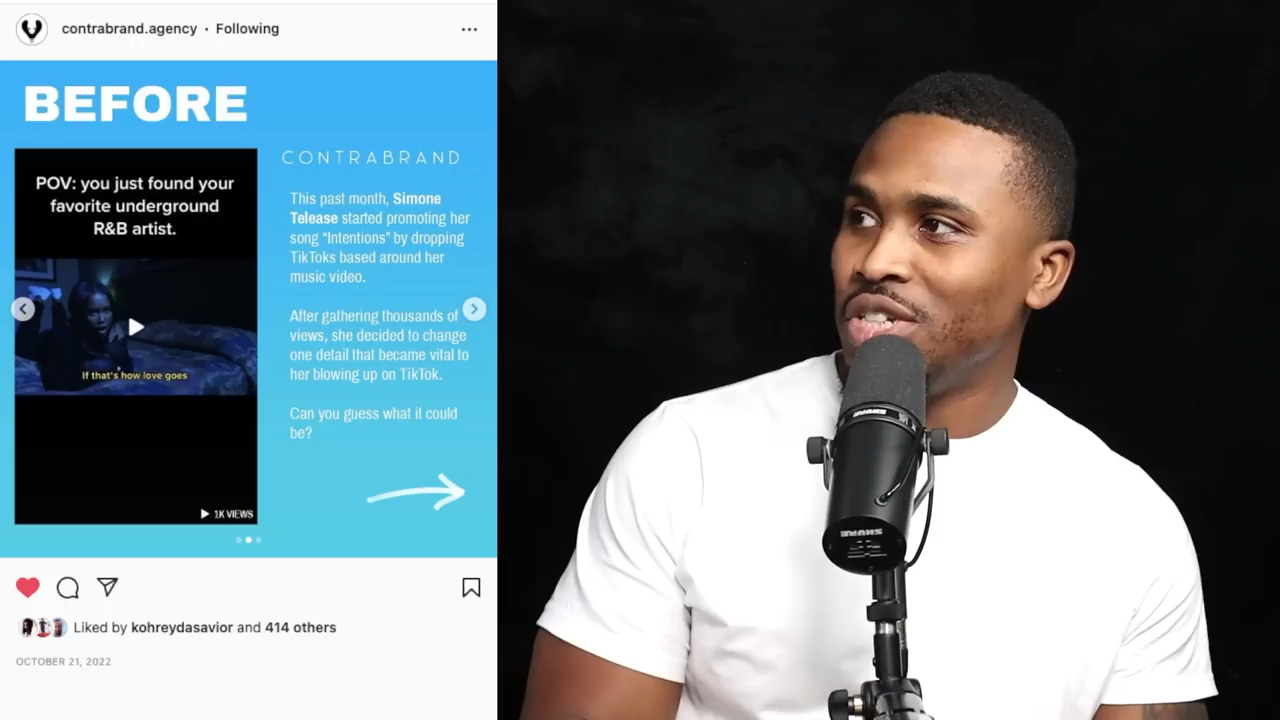 contrabrand.agency • Following
BEFORE
POV: you just found your
favorite underground
R&B artist.
If that's how love goes
1K VIEWS
CONTRABRAND
This past month, Simone
Telease started promoting her
song “Intentions” by dropping
TikToks based around her
music video.
After gathering thousands of
views, she decided to change
one detail that became vital to
her blowing up on TikTok.
Can you guess what it could
be?
Liked by kohreydasavior and 414 others
OCTOBER 21, 2022
SHURE
SHURE